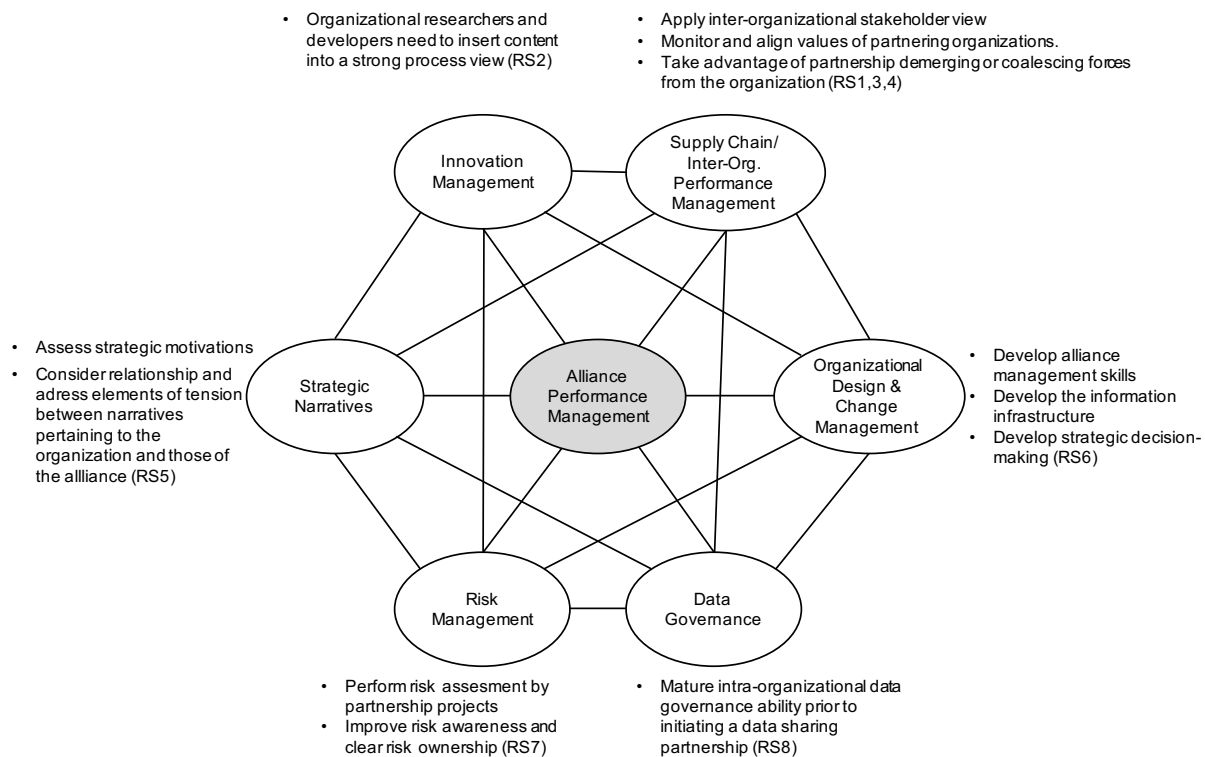 • Organizational researchers and
developers need to insert content
into a strong process view (RS2)
• Apply inter-organizational stakeholder view
• Monitor and align values of partnering organizations.
• Take advantage of partnership demerging or coalescing forces
from the organization (RS1,3,4)
Innovation
Management
Supply Chain/
Inter-Org.
Performance
Management
• Assess strategic motivations
• Consider relationship and
adress elements of tension
between narratives
pertaining to the
organization and those of
the allliance (RS5)
Strategic
Narratives
Alliance
Performance
Management
Organizational
Design &
Change
Management
• Develop alliance
management skills
• Develop the information
infrastructure
• Develop strategic decision-
making (RS6)
Risk
Management
Data
Governance
• Perform risk assesment by
partnership projects
• Improve risk awareness and
clear risk ownership (RS7)
• Mature intra-organizational data
governance ability prior to
initiating a data sharing
partnership (RS8)